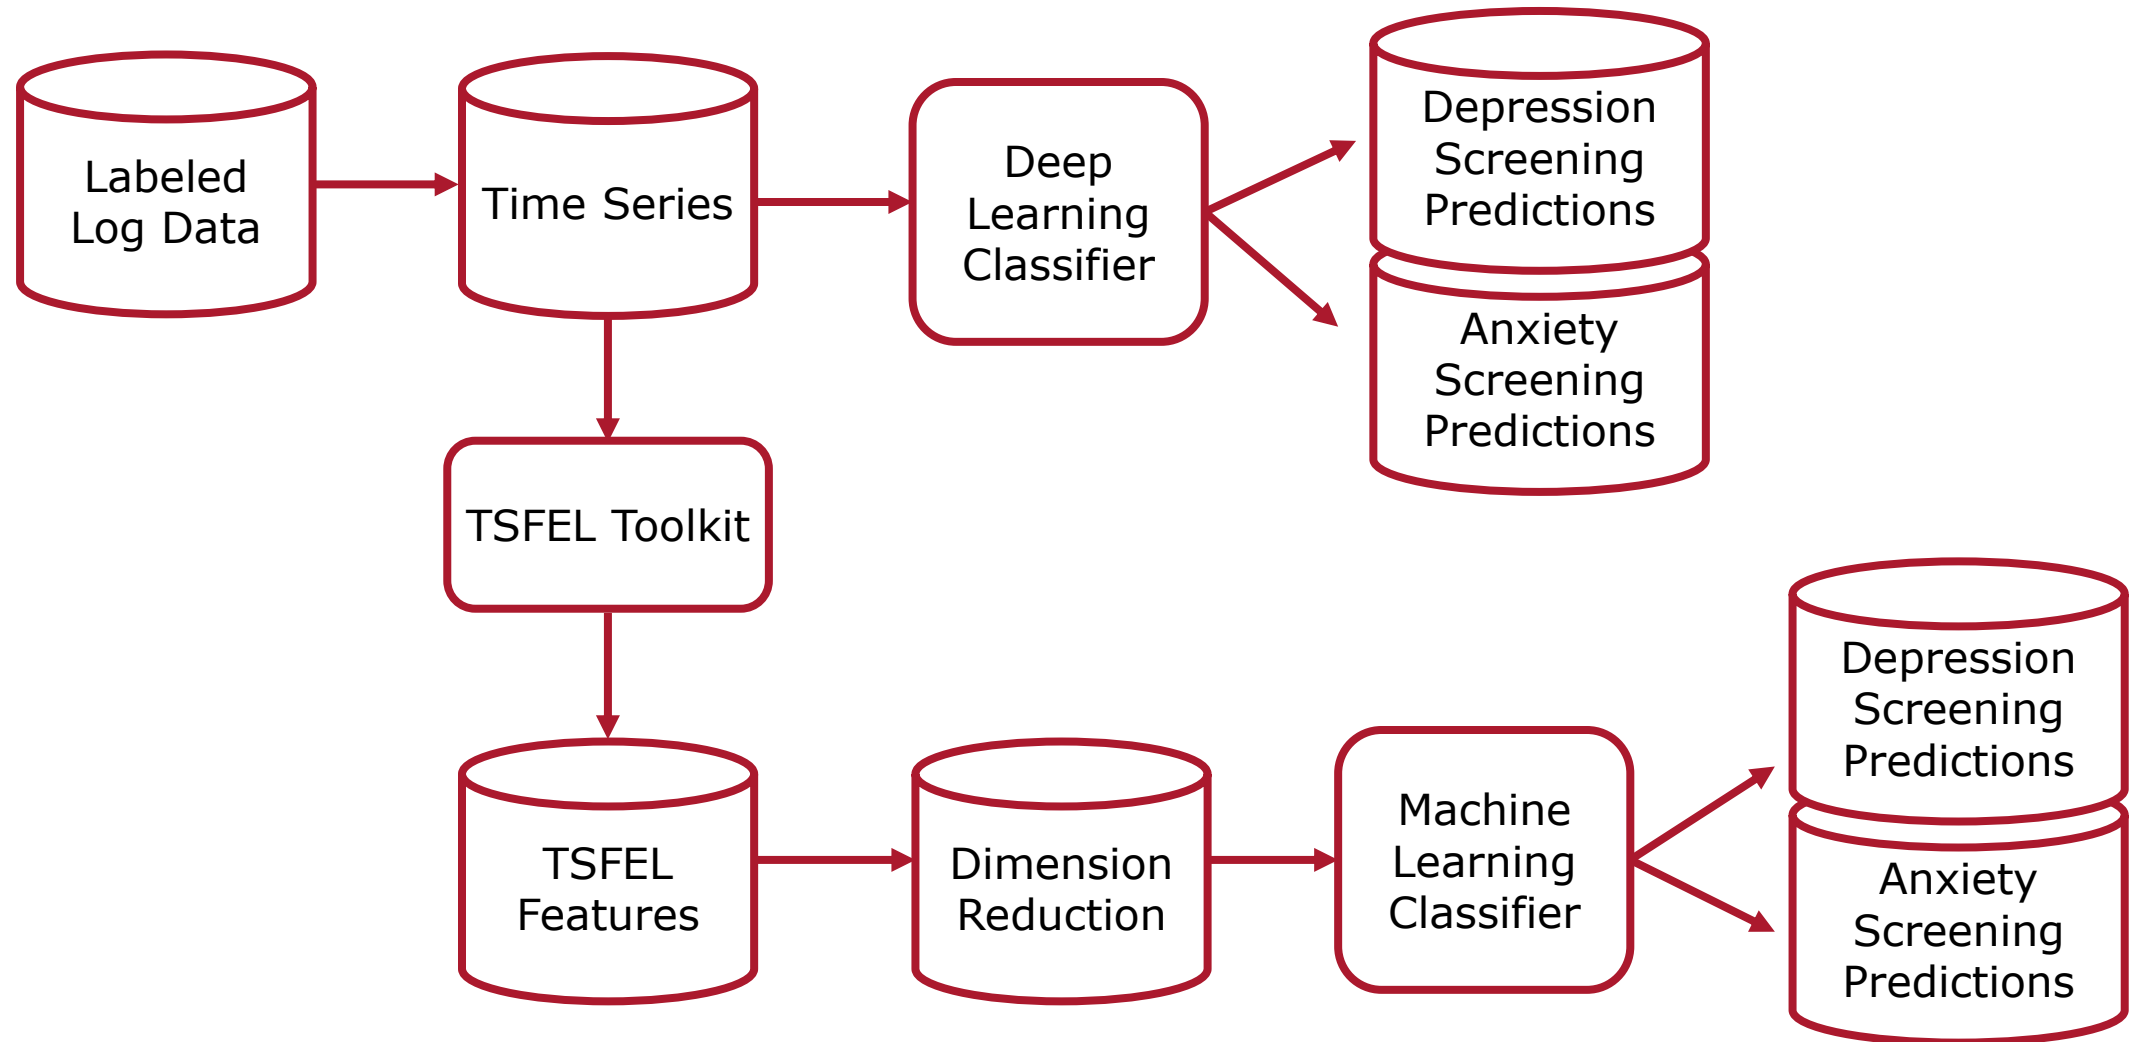 Labeled
Log Data
Time Series
Deep
Learning
Classifier
Depression
Screening
Predictions
Anxiety
Screening
Predictions
TSFEL Toolkit
TSFEL
Features
Dimension
Reduction
Machine
Learning
Classifier
Depression
Screening
Predictions
Anxiety
Screening
Predictions